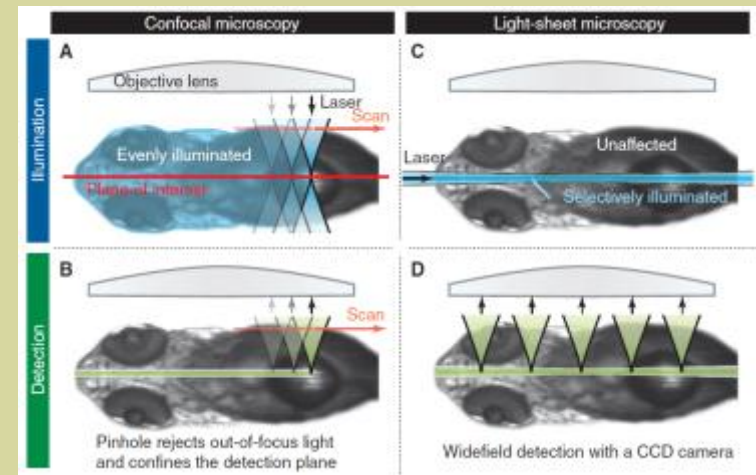 Confocal microscopy
Light-sheet microscopy
Illumination
A
Objective lens
Laser
Scan
Evenly illuminated
Plane of interest
C
Unaffected
Laser
Selectively illuminated
Detection
B
Scan
Pinhole rejects out-of-focus light
and confines the detection plane
D
Widefield detection with a CCD camera